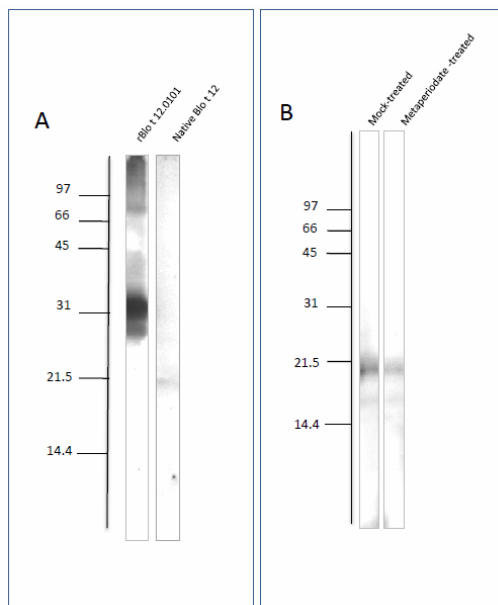 A
rBlo t 12.0101
Native Blo t 12
97
66
45
31
21.5
14.4
B
Mock-treated
Metaperiodate -treated
97
66
45
31
21.5
14.4